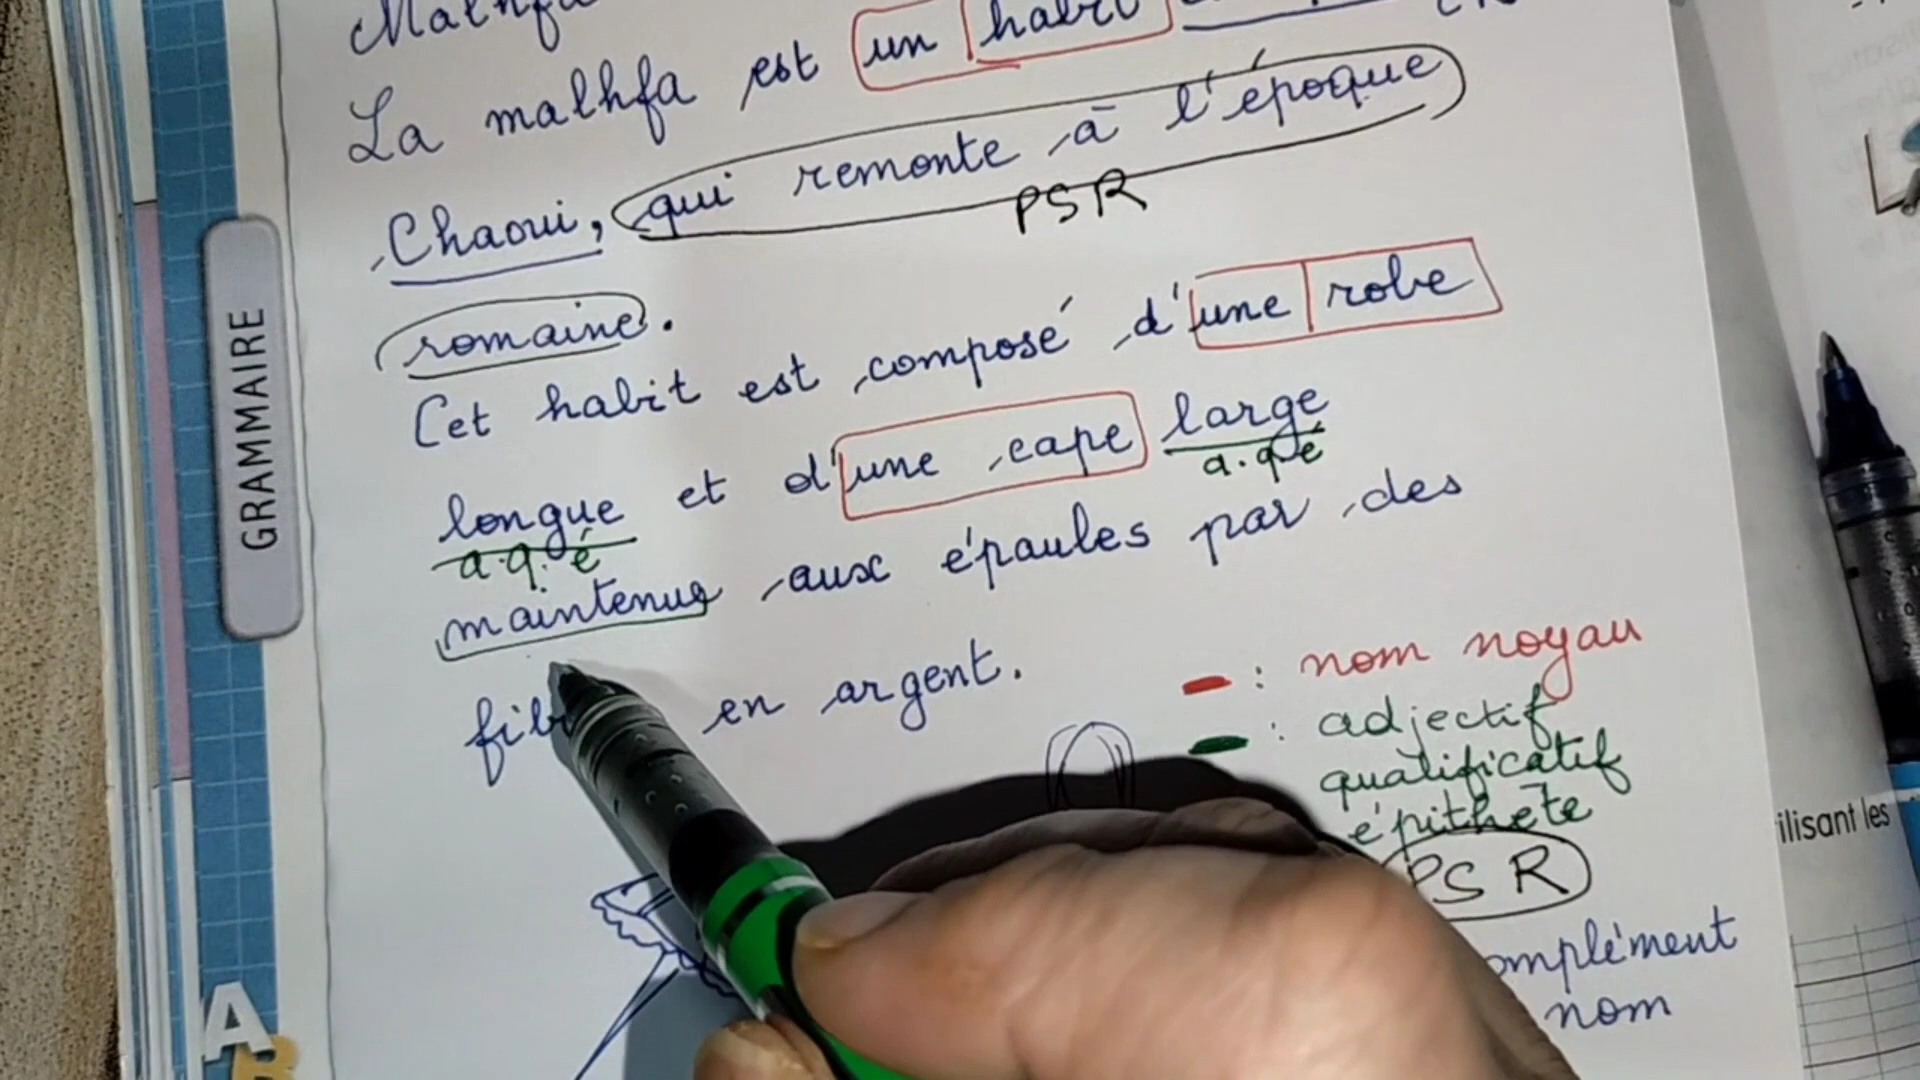 La malhfa est un habit
Chaoui, qui remonte à l'époque
PSR
romaine.
Cet habit est composé d'une robe
longue et d'une cape large
a.q.é a.q.é
maintenue aux épaules par des
en argent.
: nom noyau
: adjectif
qualificatif
épithète
PSR
complément
nom
GRAMMAIRE
A
B
ilisant les